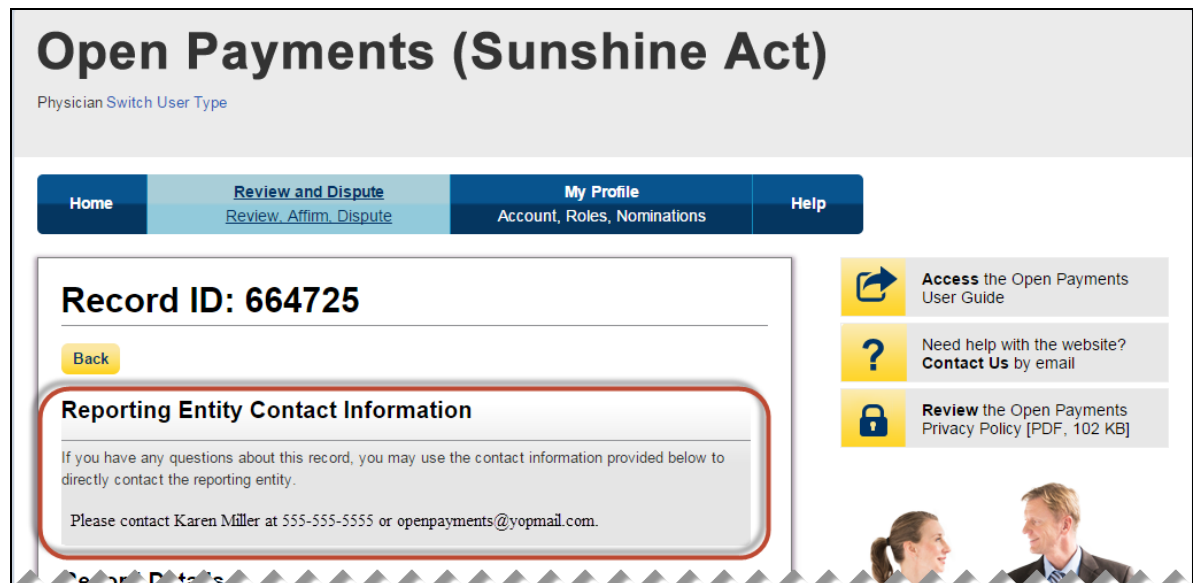 Open Payments (Sunshine Act)
Physician Switch User Type
Home
Review and Dispute
Review, Affirm, Dispute
My Profile
Account, Roles, Nominations
Help
Record ID: 664725
Back
Reporting Entity Contact Information
If you have any questions about this record, you may use the contact information provided below to
directly contact the reporting entity.
Please contact Karen Miller at 555-555-5555 or openpayments@yopmail.com.
Record Details
Access the Open Payments
User Guide
?
Need help with the website?
Contact Us by email
Review the Open Payments
Privacy Policy [PDF, 102 KB]